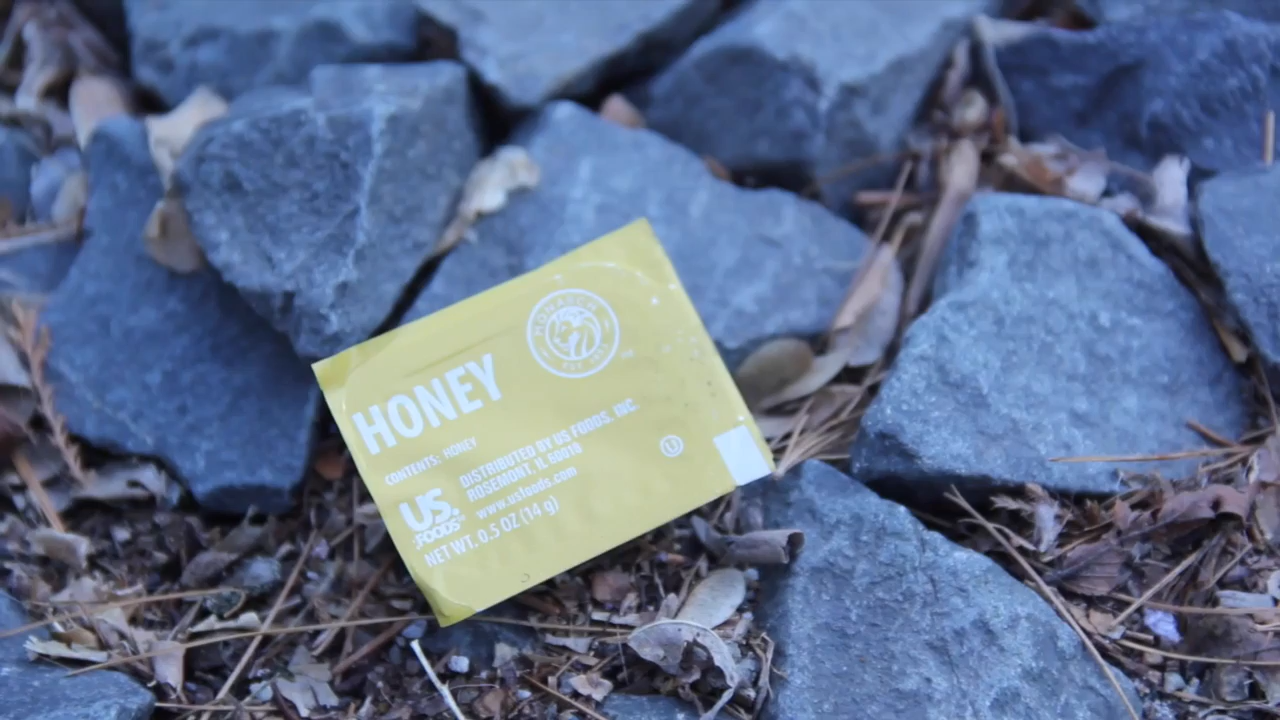 MONARCH
HONEY
CONTENTS: HONEY
DISTRIBUTED BY US FOODS, INC.
ROSEMONT, IL 60018
www.usfoods.com
US.
FOODS®
NET WT. 0.5 OZ (14 g)
U